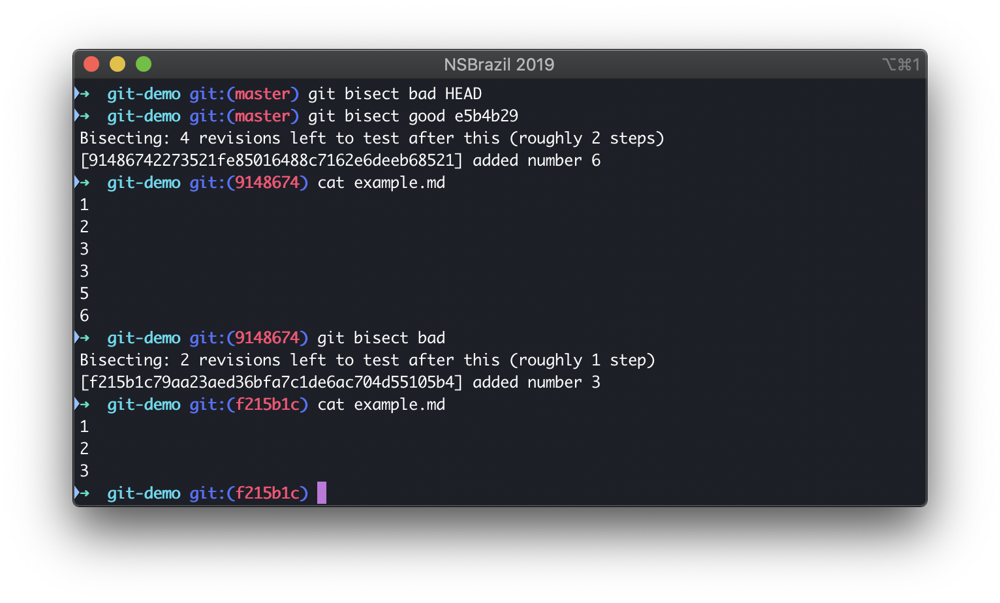 NSBrazil 2019 ⌥⌘1
➜ git-demo git:(master) git bisect bad HEAD
➜ git-demo git:(master) git bisect good e5b4b29
Bisecting: 4 revisions left to test after this (roughly 2 steps)
[91486742273521fe85016488c7162e6deeb68521] added number 6
➜ git-demo git:(9148674) cat example.md
1
2
3
3
5
6
➜ git-demo git:(9148674) git bisect bad
Bisecting: 2 revisions left to test after this (roughly 1 step)
[f215b1c79aa23aed36bfa7c1de6ac704d55105b4] added number 3
➜ git-demo git:(f215b1c) cat example.md
1
2
3
➜ git-demo git:(f215b1c)